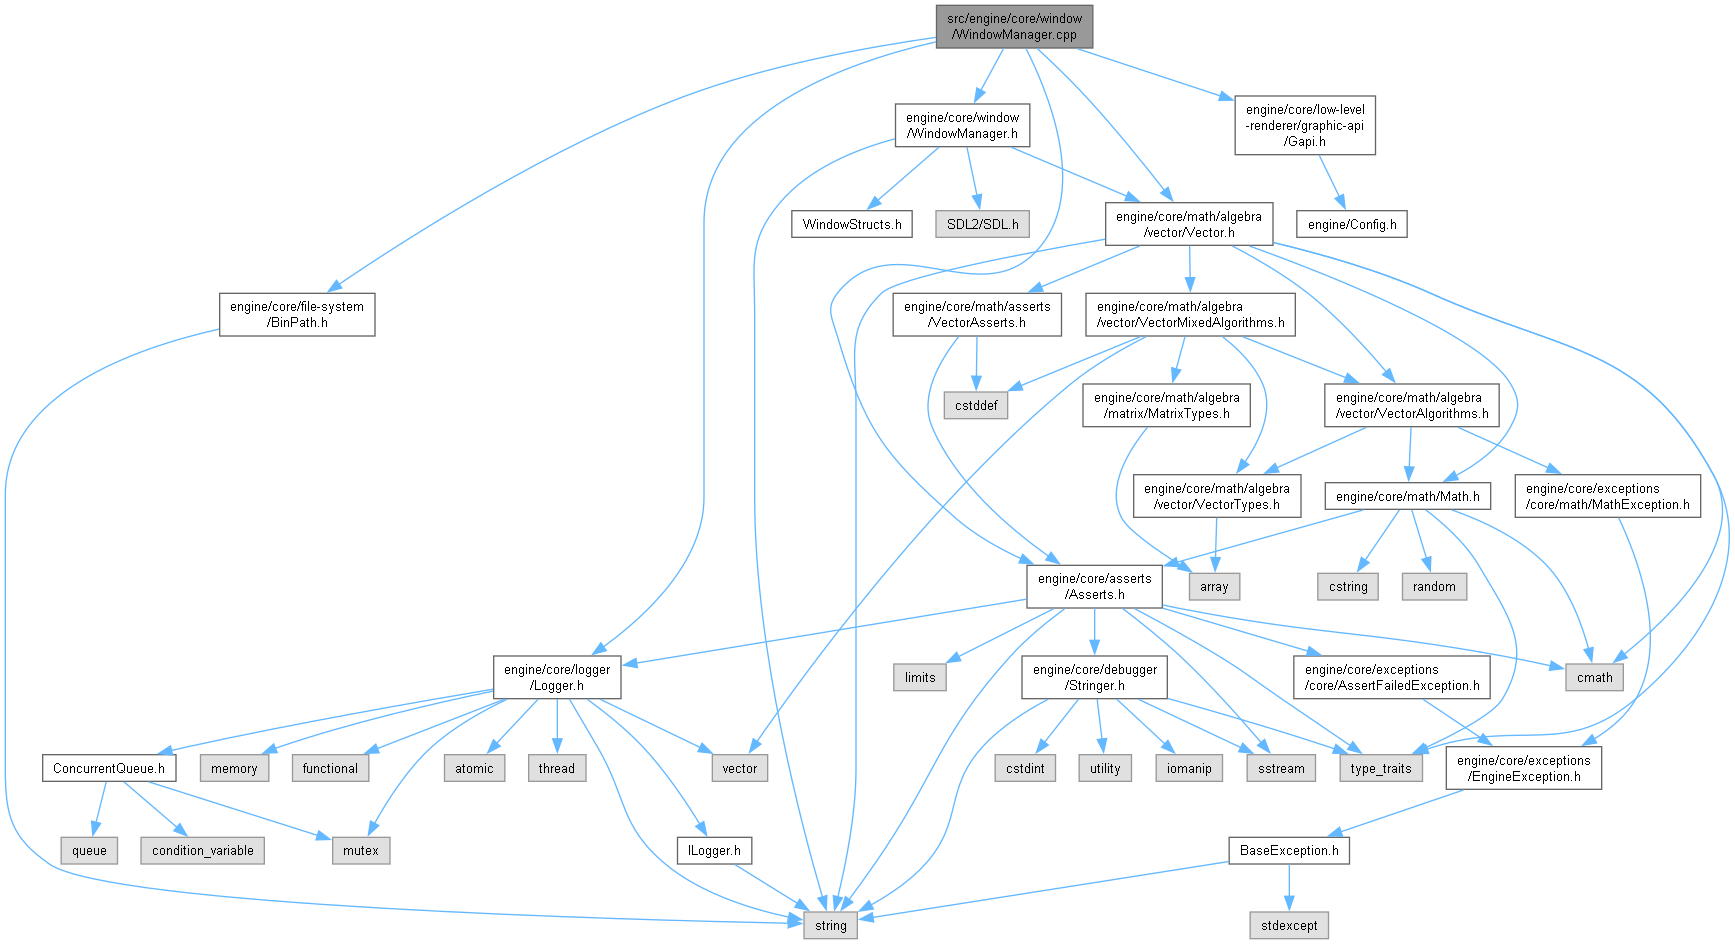 src/engine/core/window
/WindowManager.cpp
engine/core/window
/WindowManager.h
engine/core/low-level
-renderer/graphic-api
/Gapi.h
WindowStructs.h
SDL2/SDL.h
engine/core/math/algebra
/vector/Vector.h
engine/Config.h
engine/core/file-system
/BinPath.h
engine/core/math/asserts
/VectorAsserts.h
engine/core/math/algebra
/vector/VectorMixedAlgorithms.h
cstddef
engine/core/math/algebra
/matrix/MatrixTypes.h
engine/core/math/algebra
/vector/VectorAlgorithms.h
engine/core/math/algebra
/vector/VectorTypes.h
engine/core/math/Math.h
engine/core/exceptions
/core/math/MathException.h
engine/core/asserts
/Asserts.h
array
cstring
random
engine/core/logger
/Logger.h
limits
engine/core/debugger
/Stringer.h
engine/core/exceptions
/core/AssertFailedException.h
cmath
ConcurrentQueue.h
memory
functional
atomic
thread
vector
cstdint
utility
iomanip
sstream
type_traits
engine/core/exceptions
/EngineException.h
queue
condition_variable
mutex
ILogger.h
BaseException.h
string
stdexcept